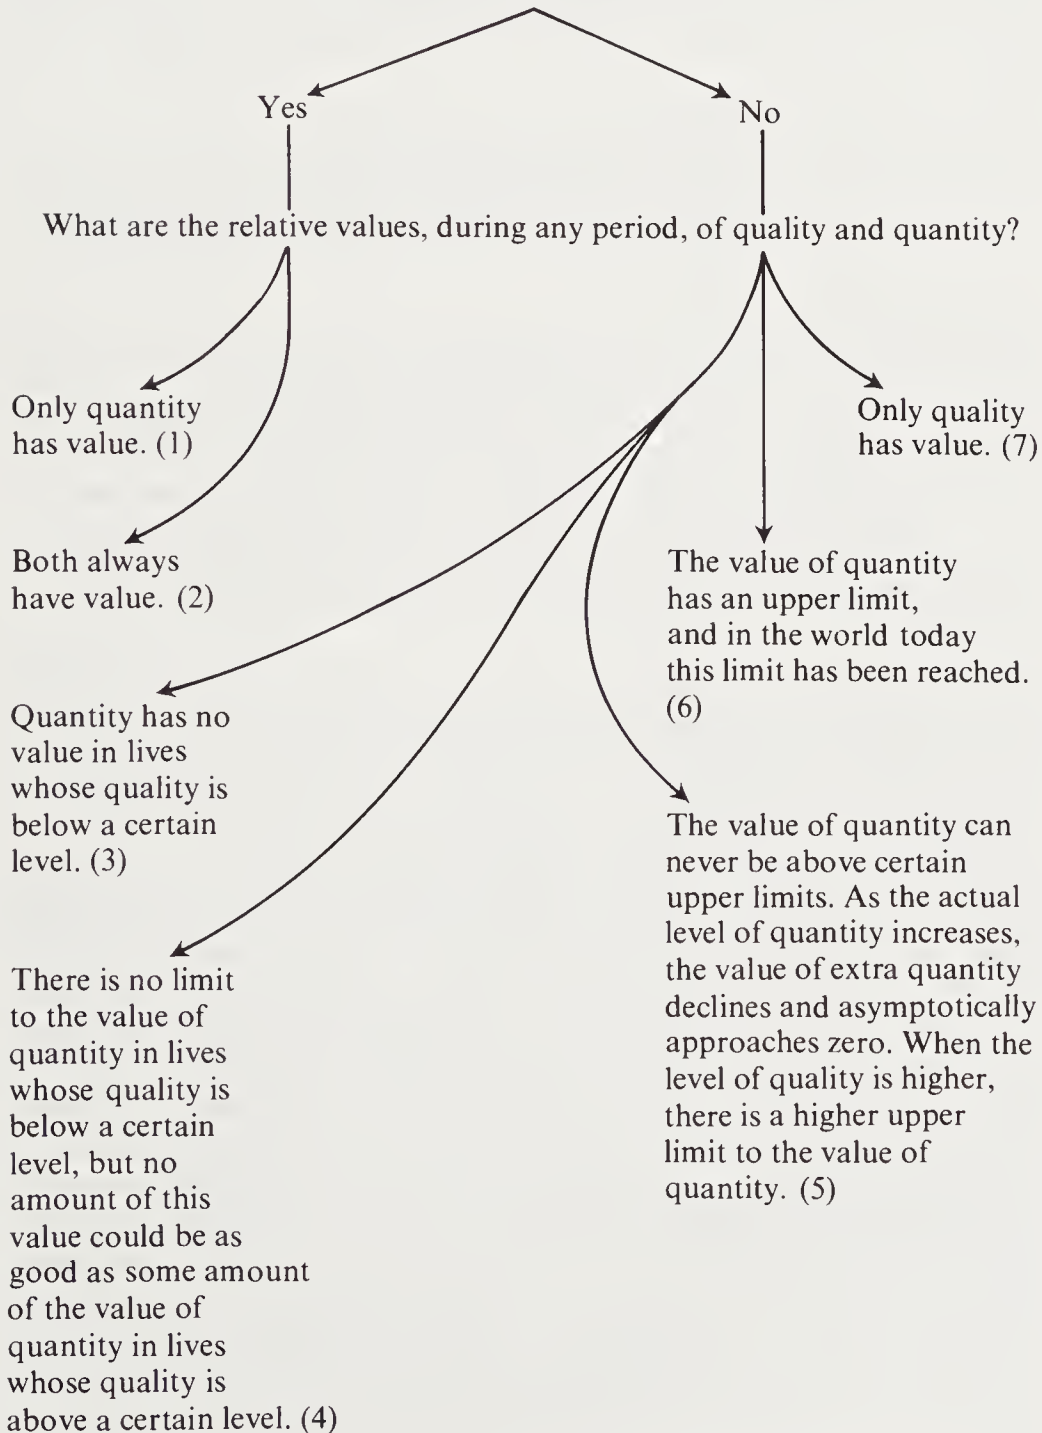 Yes
No
What are the relative values, during any period, of quality and quantity?
Only quantity
has value. (1)
Only quality
has value. (7)
Both always
have value. (2)
The value of quantity
has an upper limit,
and in the world today
this limit has been reached.
(6)
Quantity has no
value in lives
whose quality is
below a certain
level. (3)
The value of quantity can
never be above certain
upper limits. As the actual
level of quantity increases,
the value of extra quantity
declines and asymptotically
approaches zero. When the
level of quality is higher,
there is a higher upper
limit to the value of
quantity. (5)
There is no limit
to the value of
quantity in lives
whose quality is
below a certain
level, but no
amount of this
value could be as
good as some amount
of the value of
quantity in lives
whose quality is
above a certain level. (4)